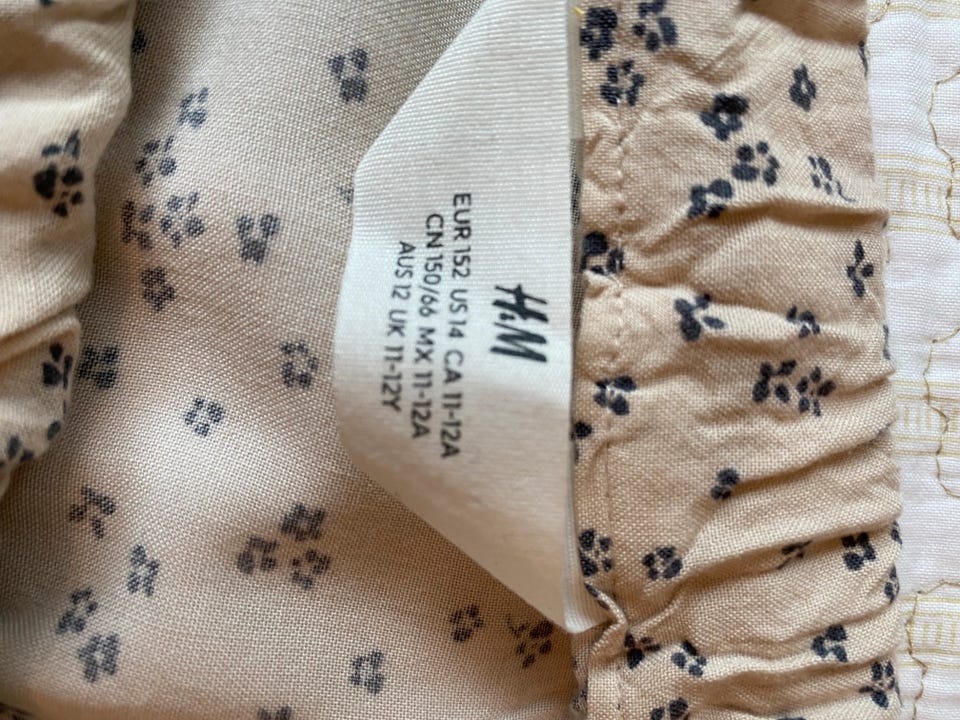 H&M
EUR 152 US 14 CA 11-12A
CN 150/66 MX 11-12A
AUS 12 UK 11-12Y